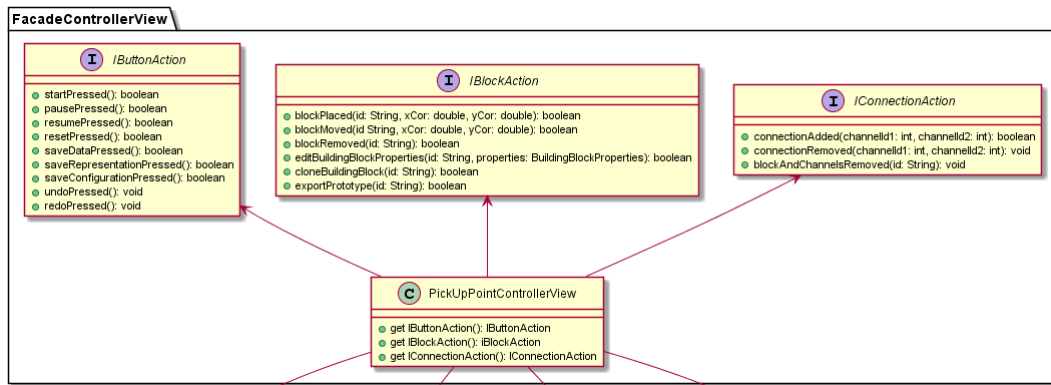 FacadeControllerView
I IButtonAction
startPressed(): boolean
pausePressed(): boolean
resumePressed(): boolean
resetPressed(): boolean
saveDataPressed(): boolean
saveRepresentationPressed(): boolean
saveConfigurationPressed(): boolean
undoPressed(): void
redoPressed(): void
I IBlockAction
blockPlaced(id: String, xCor: double, yCor: double): boolean
blockMoved(id String, xCor: double, yCor: double): boolean
blockRemoved(id: String): boolean
editBuildingBlockProperties(id: String, properties: BuildingBlockProperties): boolean
cloneBuildingBlock(id: String): boolean
exportPrototype(id: String): boolean
I IConnectionAction
connectionAdded(channelId1: int, channelId2: int): boolean
connectionRemoved(channelId1: int, channelId2: int): void
blockAndChannelsRemoved(id: String): void
C PickUpPointControllerView
get IButtonAction(): IButtonAction
get IBlockAction(): iBlockAction
get IConnectionAction(): IConnectionAction